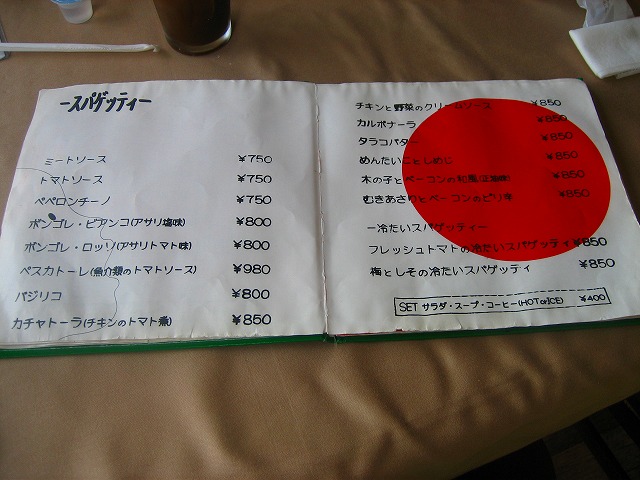 ースパゲッティー
ミートソース ¥750
トマトソース ¥750
ペペロンチーノ ¥750
ボンゴレ・ビアンコ(アサリ塩味) ¥800
ボンゴレ・ロッソ(アサリトマト味) ¥800
ペスカトーレ(魚介類のトマトソース) ¥980
バジリコ ¥800
カチャトーラ(チキンのトマト煮) ¥850
チキンと野菜のクリームソース ¥850
カルボナーラ ¥850
タラコバター ¥850
めんたいことしめじ ¥850
木の子とベーコンの和風 ¥850
むきあさりとベーコンのピリ辛 ¥850
ー冷たいスパゲッティー
フレッシュトマトの冷たいスパゲッティ ¥850
梅としその冷たいスパゲッティ ¥850
SET サラダ・スープ・コーヒー(HOTorICE) ¥400